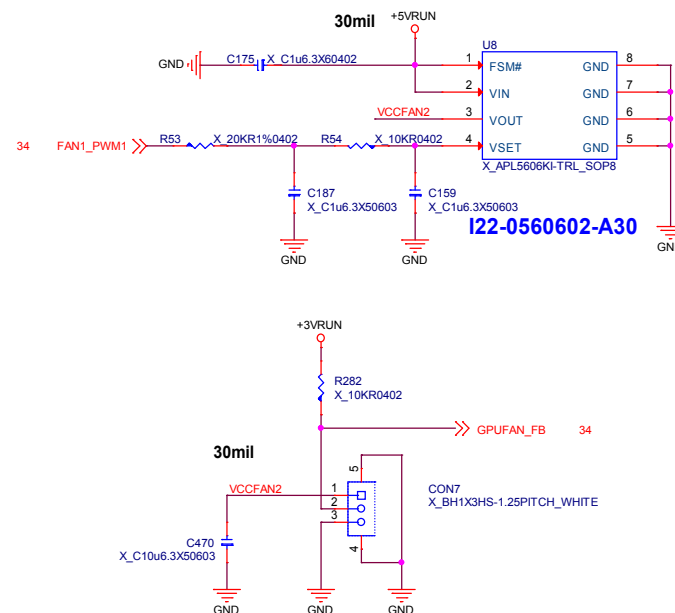 30mil
+5VRUN
U8
GND
C175
X_C1u6.3X60402
1
FSM#
GND
8
2
VIN
GND
7
VCCFAN2
3
VOUT
GND
6
34
FAN1_PWM1
R53
X_20KR1%0402
R54
X_10KR0402
4
VSET
GND
5
X_APL5606KI-TRL_SOP8
C187
X_C1u6.3X50603
C159
X_C1u6.3X50603
I22-0560602-A30
GND
GND
GN
+3VRUN
R282
X_10KR0402
GPUFAN_FB
34
30mil
5
VCCFAN2
1
2
3
CON7
X_BH1X3HS-1.25PITCH_WHITE
4
C470
X_C10u6.3X50603
GND
GND
GND